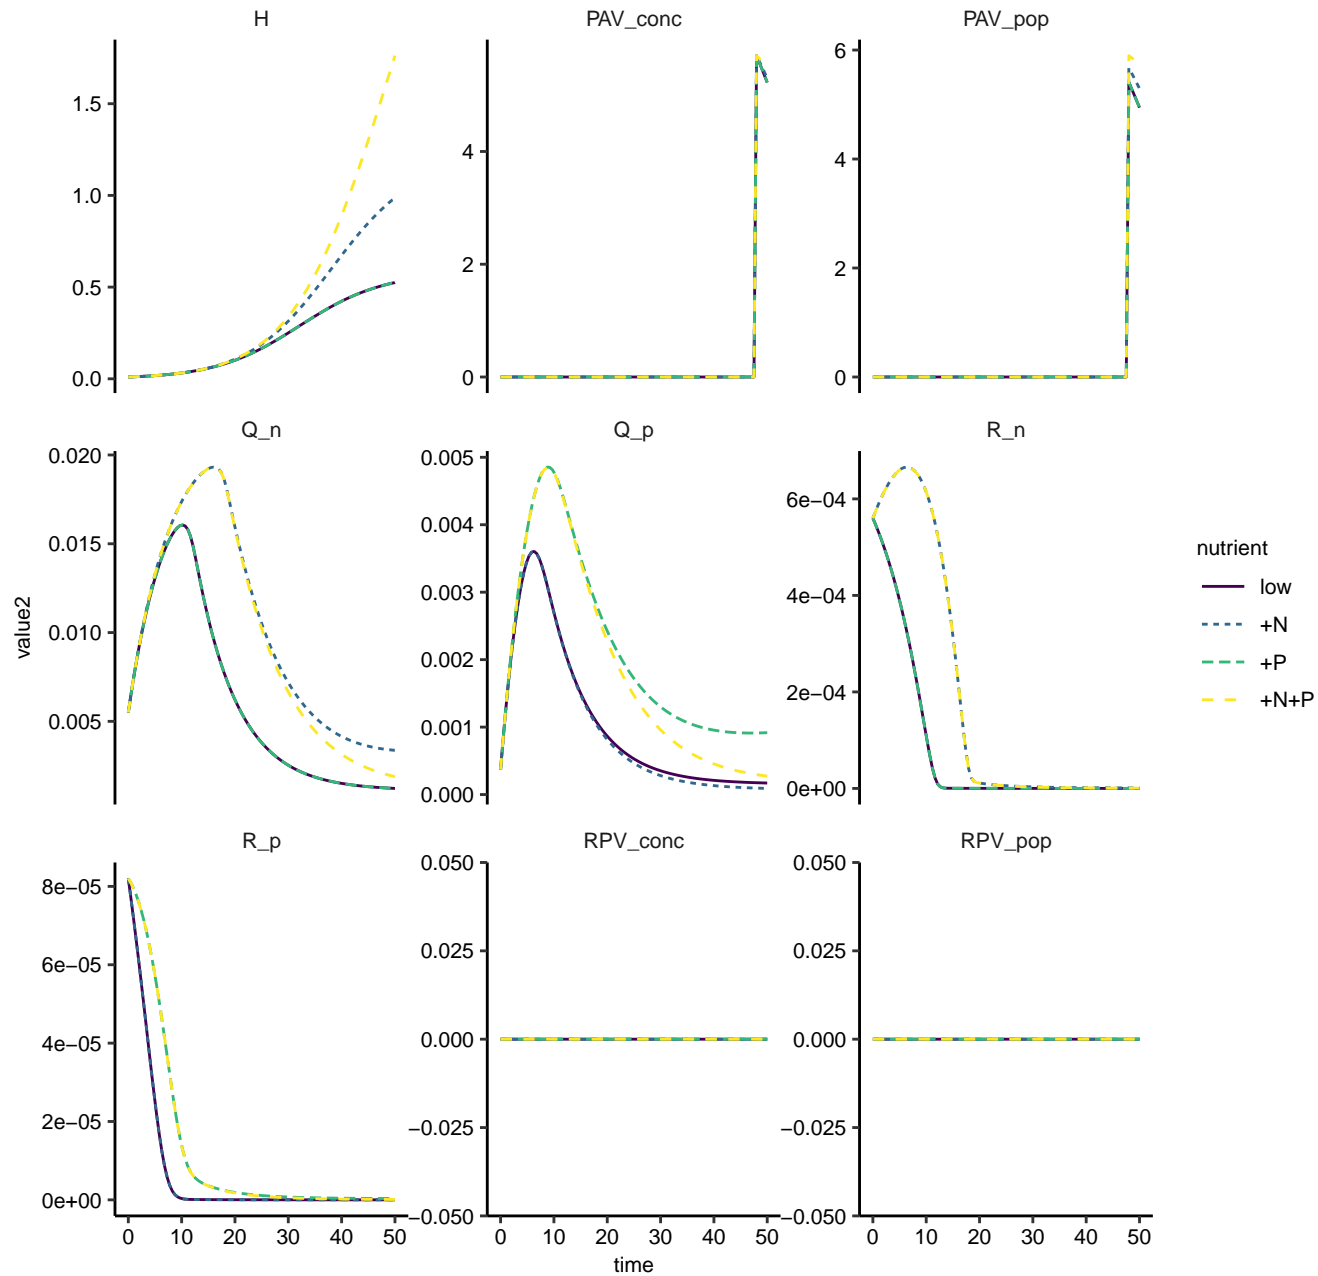 H
PAV_conc
PAV_pop
1.5
1.0
0.5
0.0
4
2
0
6
4
2
0
Q_n
Q_p
R_n
0.020
0.015
0.010
0.005
0.005
0.004
0.003
0.002
0.001
0.000
6e−04
4e−04
2e−04
0e+00
R_p
RPV_conc
RPV_pop
8e−05
6e−05
4e−05
2e−05
0e+00
0.050
0.025
0.000
−0.025
−0.050
0.050
0.025
0.000
−0.025
−0.050
0 10 20 30 40 50
0 10 20 30 40 50
0 10 20 30 40 50
time
value2
nutrient
low
+N
+P
+N+P